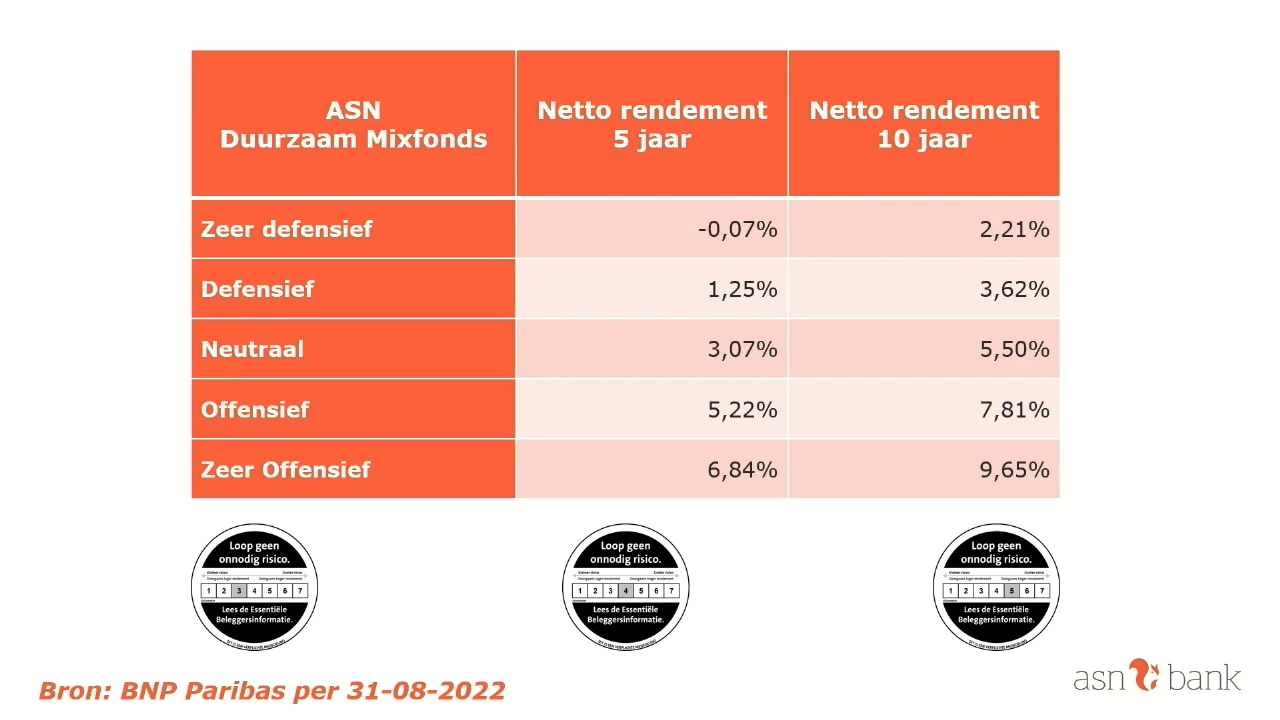 ASN
Duurzaam Mixfonds
Netto rendement
5 jaar
Netto rendement
10 jaar
Zeer defensief -0,07% 2,21%
Defensief 1,25% 3,62%
Neutraal 3,07% 5,50%
Offensief 5,22% 7,81%
Zeer Offensief 6,84% 9,65%
Loop geen
onnodig risico.
1 2 3 4 5 6 7
Lees de Essentiële
Beleggersinformatie.
Loop geen
onnodig risico.
1 2 3 4 5 6 7
Lees de Essentiële
Beleggersinformatie.
Loop geen
onnodig risico.
1 2 3 4 5 6 7
Lees de Essentiële
Beleggersinformatie.
Bron: BNP Paribas per 31-08-2022
asn bank